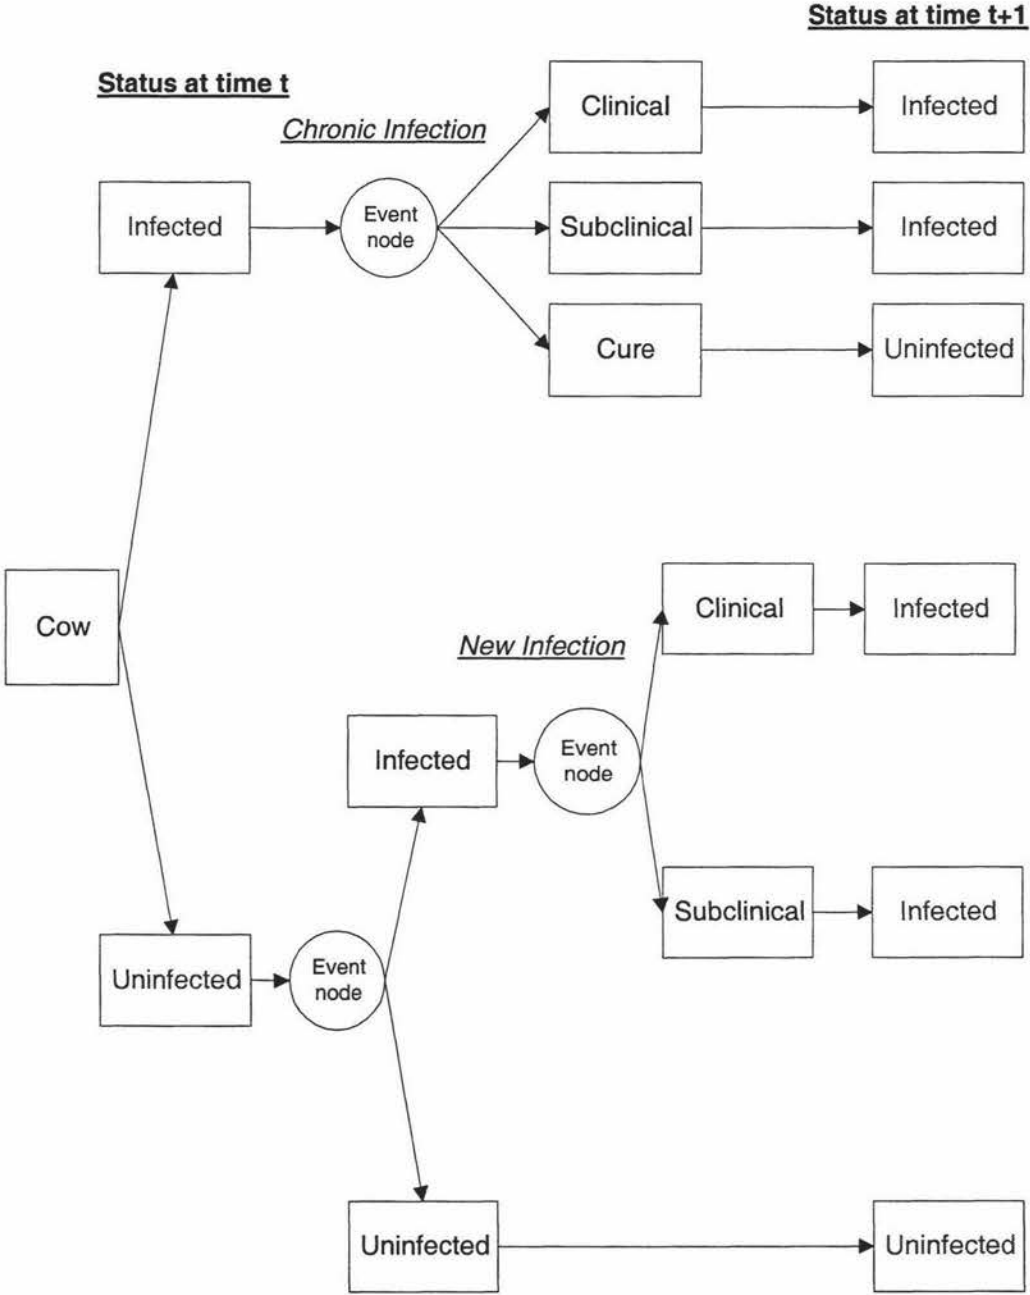 Status at time t+1
Status at time t
Clinical
Infected
Chronic Infection
Infected
Event
node
Subclinical
Infected
Cure
Uninfected
Cow
Clinical
Infected
New Infection
Infected
Event
node
Subclinical
Infected
Uninfected
Event
node
Uninfected
Uninfected